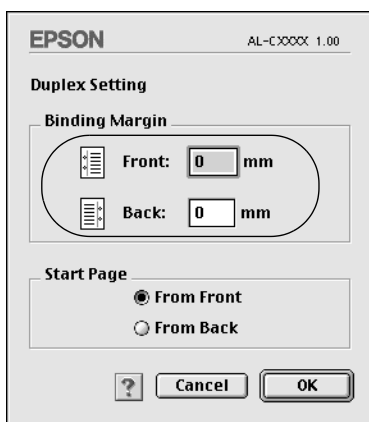 EPSON AL-CXXXX 1.00
Duplex Setting
Binding Margin
Front: 0 mm
Back: 0 mm
Start Page
From Front
From Back
? Cancel OK